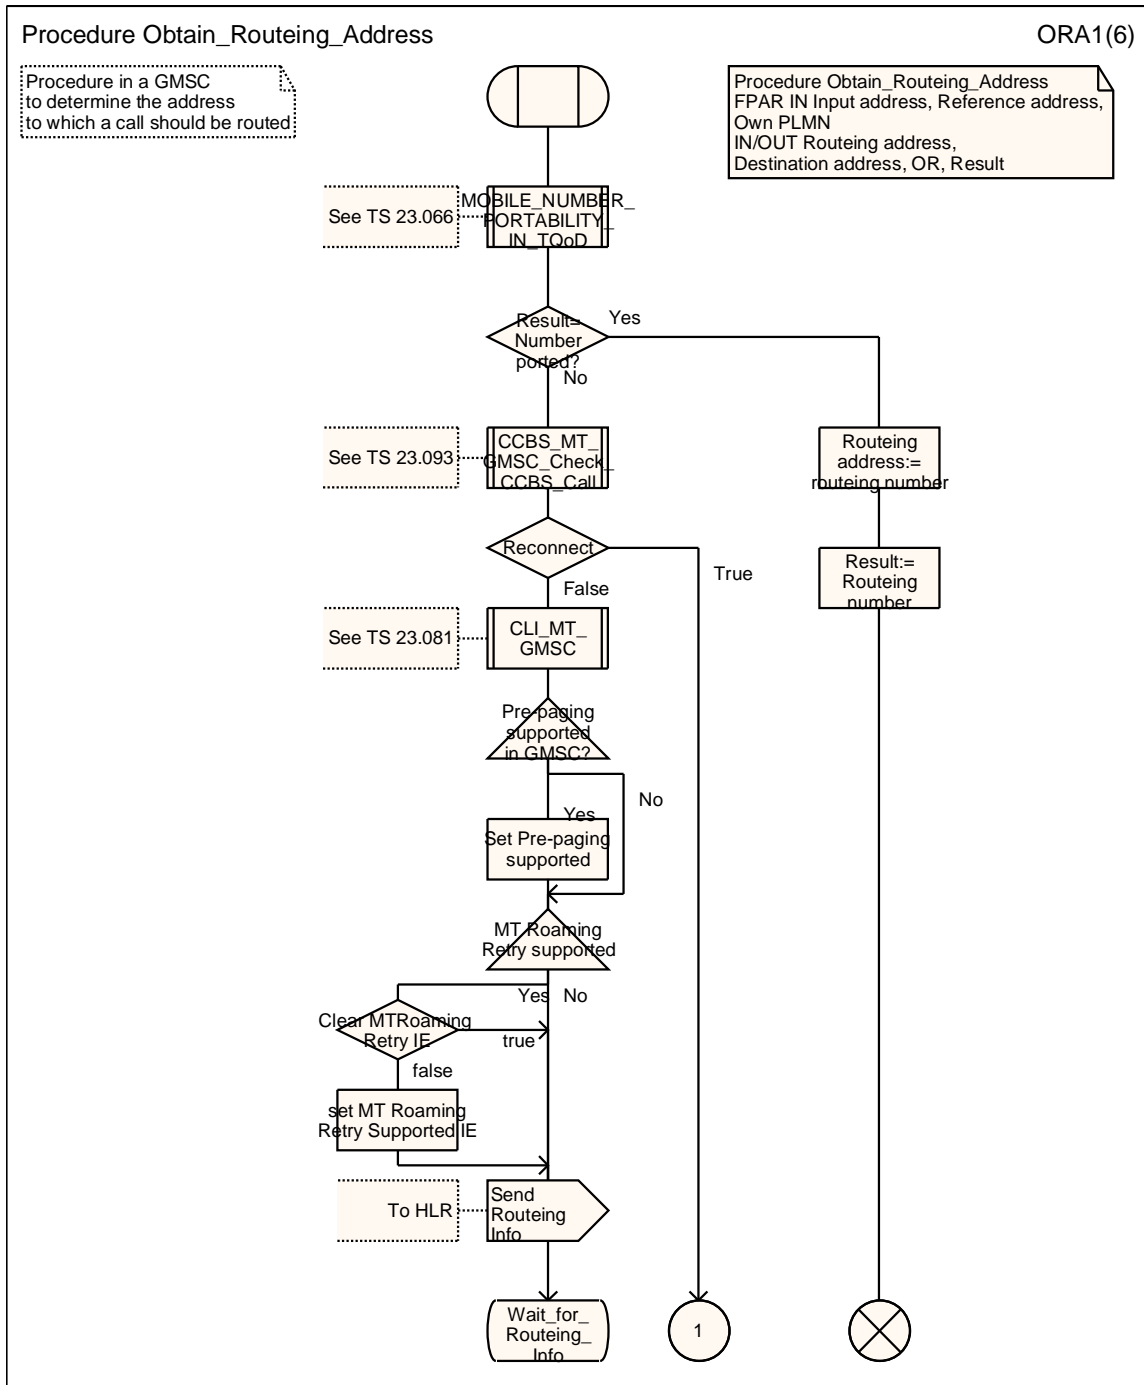 Procedure Obtain_Routeing_Address
ORA1(6)
Procedure in a GMSC
to determine the address
to which a call should be routed
Procedure Obtain_Routeing_Address
FPAR IN Input address, Reference address,
Own PLMN
IN/OUT Routeing address,
Destination address, OR, Result
See TS 23.066
MOBILE_NUMBER_
PORTABILITY_
IN_TQoD
Result=
Number
ported?
Yes
No
See TS 23.093
CCBS_MT_
GMSC_Check_
CCBS_Call
Routeing
address:=
routeing number
Reconnect
True
False
Result:=
Routeing
number
See TS 23.081
CLI_MT_
GMSC
Pre-paging
supported
in GMSC?
No
Yes
Set Pre-paging
supported
MT Roaming
Retry supported
Yes
No
Clear MTRoaming
Retry IE
true
false
set MT Roaming
Retry Supported IE
To HLR
Send
Routeing
Info
Wait_for_
Routeing_
Info
1